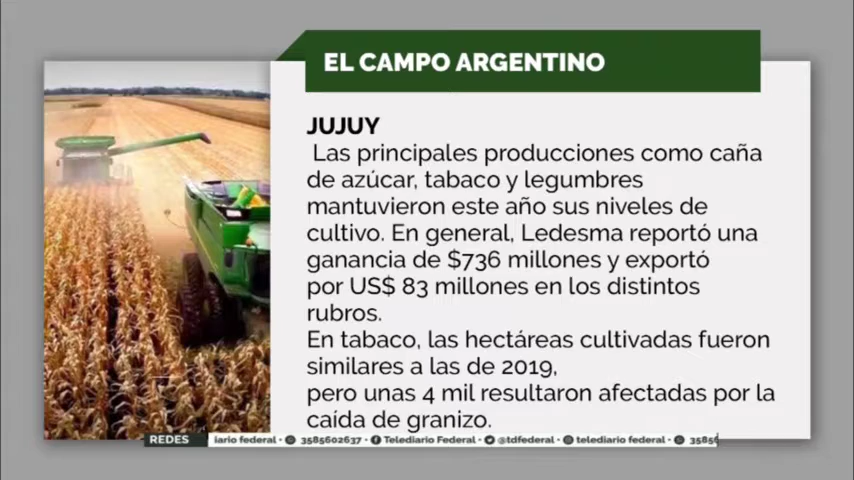 EL CAMPO ARGENTINO
JUJUY
Las principales producciones como caña
de azúcar, tabaco y legumbres
mantuvieron este año sus niveles de
cultivo. En general, Ledesma reportó una
ganancia de $736 millones y exportó
por US$ 83 millones en los distintos
rubros.
En tabaco, las hectáreas cultivadas fueron
similares a las de 2019,
pero unas 4 mil resultaron afectadas por la
caída de granizo.
REDES iario federal • 3585602637 • Telediario Federal • @tdfederal • telediario federal • 3585